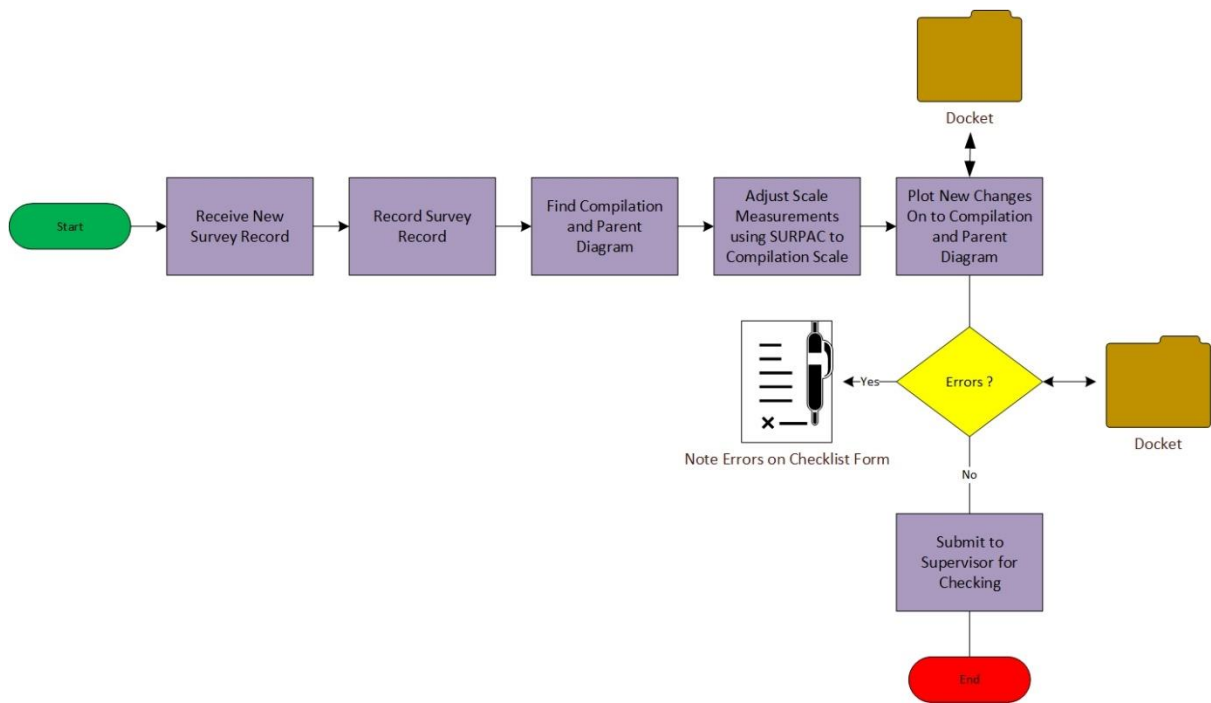 Docket
Start
Receive New
Survey Record
Record Survey
Record
Find Compilation
and Parent
Diagram
Adjust Scale
Measurements
using SURPAC to
Compilation Scale
Plot New Changes
On to Compilation
and Parent
Diagram
Errors ?
Yes
Note Errors on Checklist Form
Docket
No
Submit to
Supervisor for
Checking
End